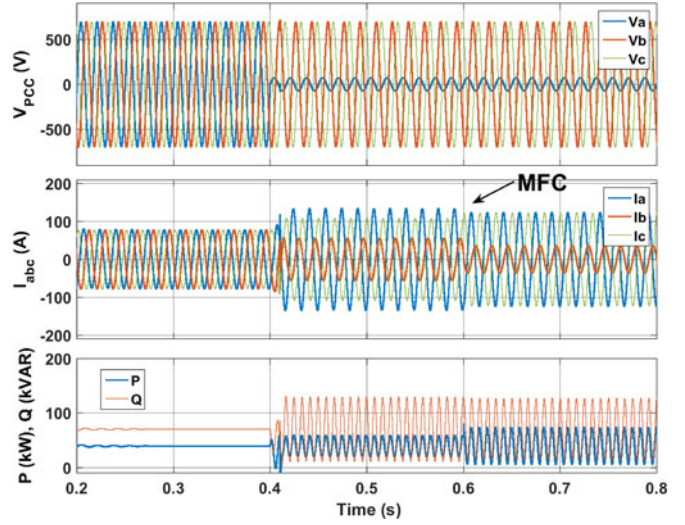 V_PCC (V)
500
0
-500
Va
Vb
Vc
I_abc (A)
200
100
0
-100
-200
MFC
Ia
Ib
Ic
P (kW), Q (kVAR)
200
100
0
P
Q
0.2 0.3 0.4 0.5 0.6 0.7 0.8
Time (s)